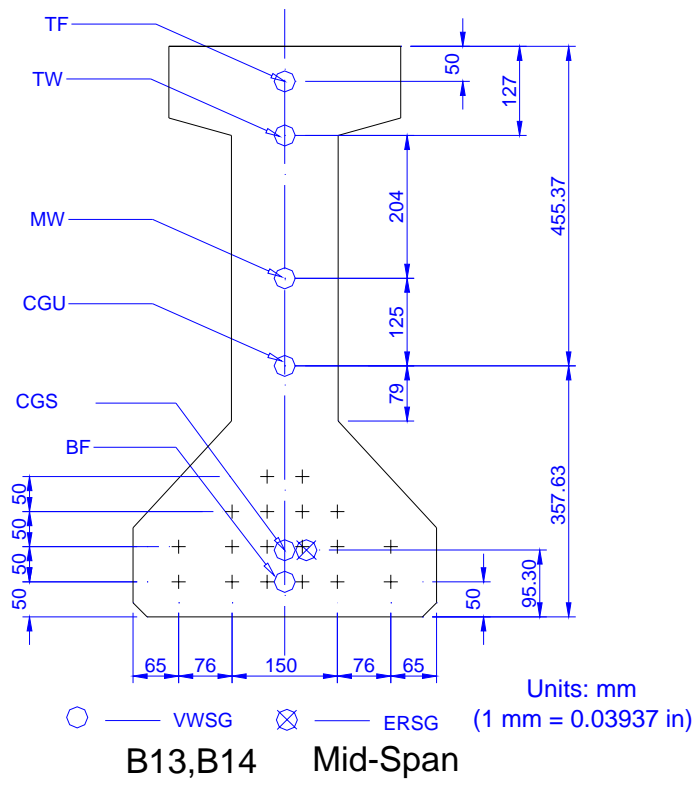 TF
50
TW
127
204
455.37
MW
125
CGU
79
CGS
BF
357.63
50
50
50
50
95.30
50
65
76
150
76
65
Units: mm
VWSG
ERSG
(1 mm = 0.03937 in)
B13,B14 Mid-Span